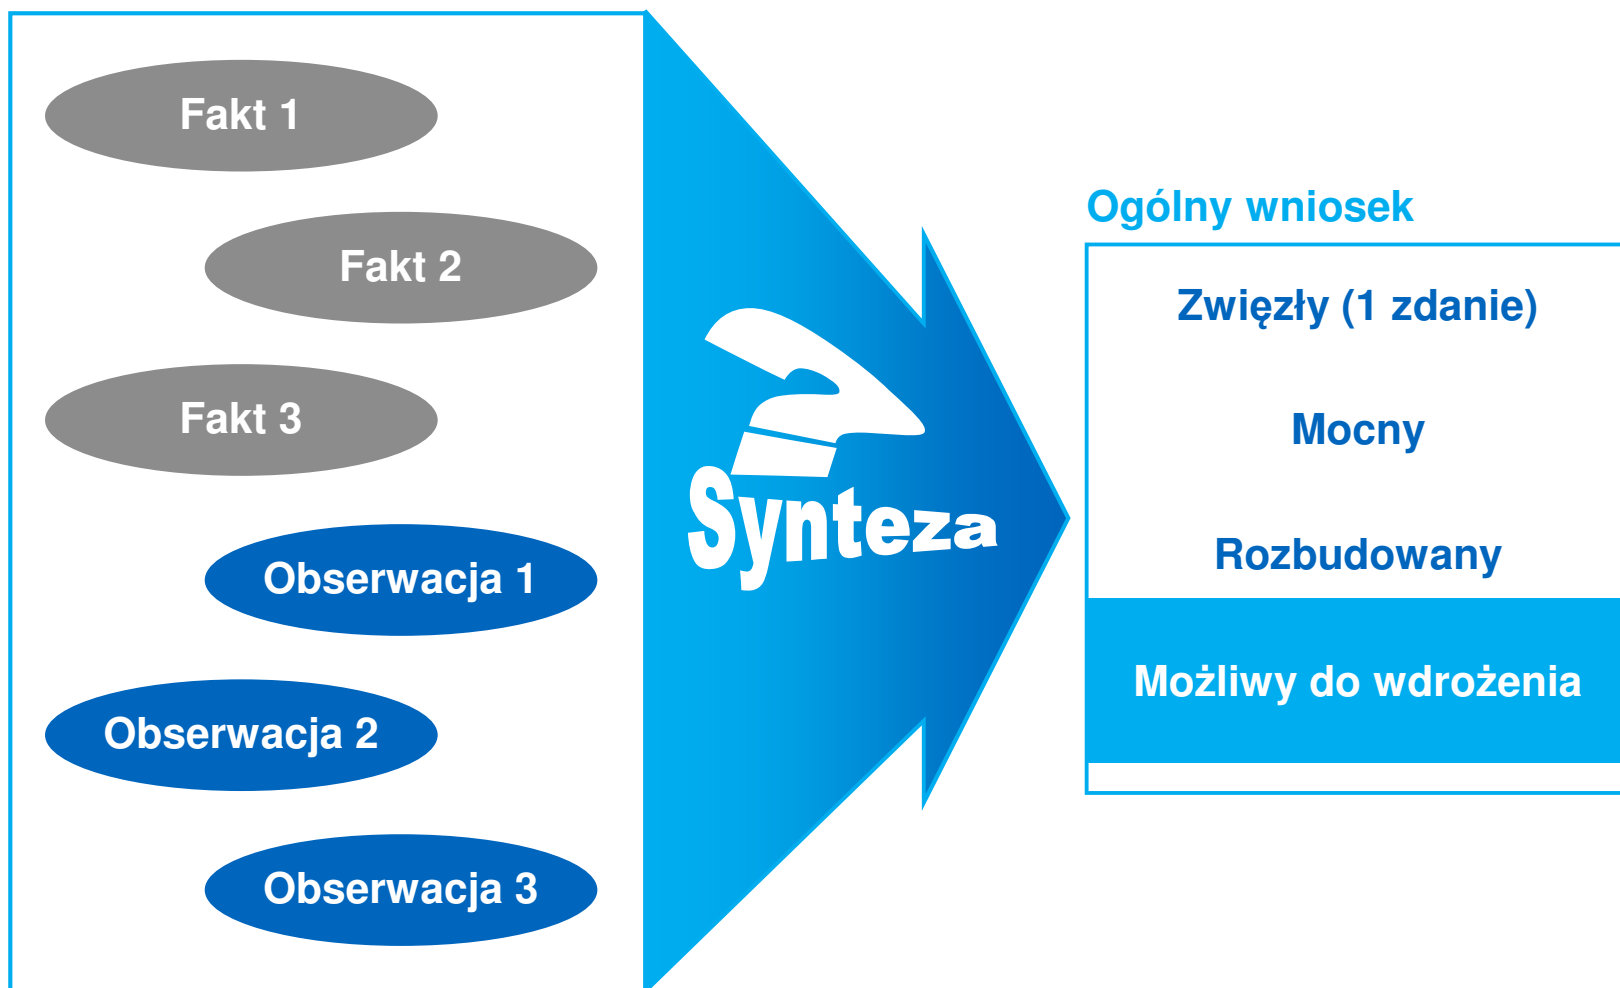 Fakt 1
Fakt 2
Fakt 3
Obserwacja 1
Obserwacja 2
Obserwacja 3
Synteza
Ogólny wniosek
Zwięzły (1 zdanie)
Mocny
Rozbudowany
Możliwy do wdrożenia